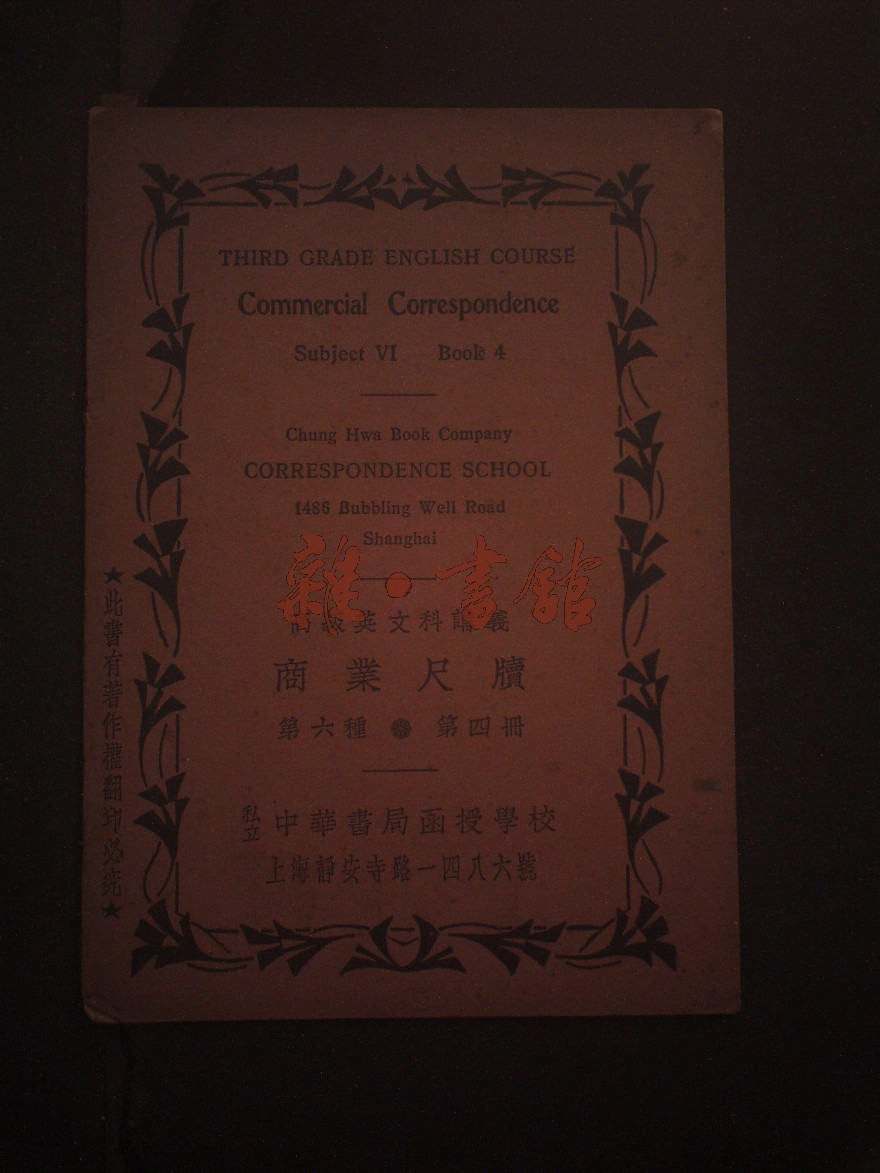 THIRD GRADE ENGLISH COURSE
Commercial Correspondence
Subject VI Book 4
Chung Hwa Book Company
CORRESPONDENCE SCHOOL
1486 Bubbling Well Road
Shanghai
雜·書館
英文科講義
商業尺牘
第六種 第四冊
私立中華書局函授學校
上海靜安寺路一四八六號
★此書有著作權翻印必究★